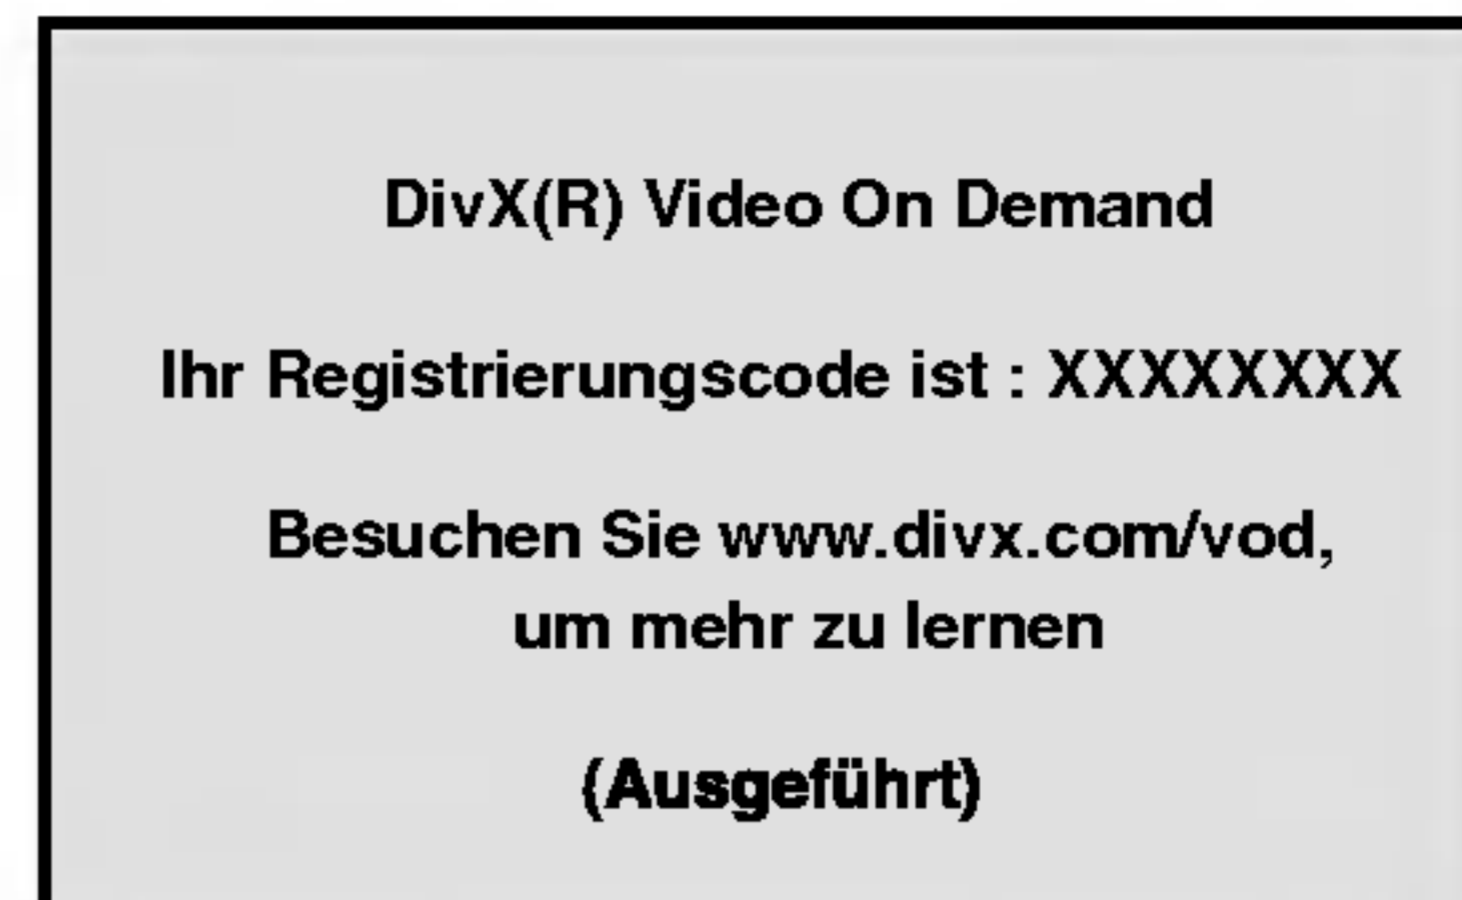 DivX(R) Video On Demand
Ihr Registrierungscode ist : XXXXXXXX
Besuchen Sie www.divx.com/vod,
um mehr zu lernen
(Ausgeführt)